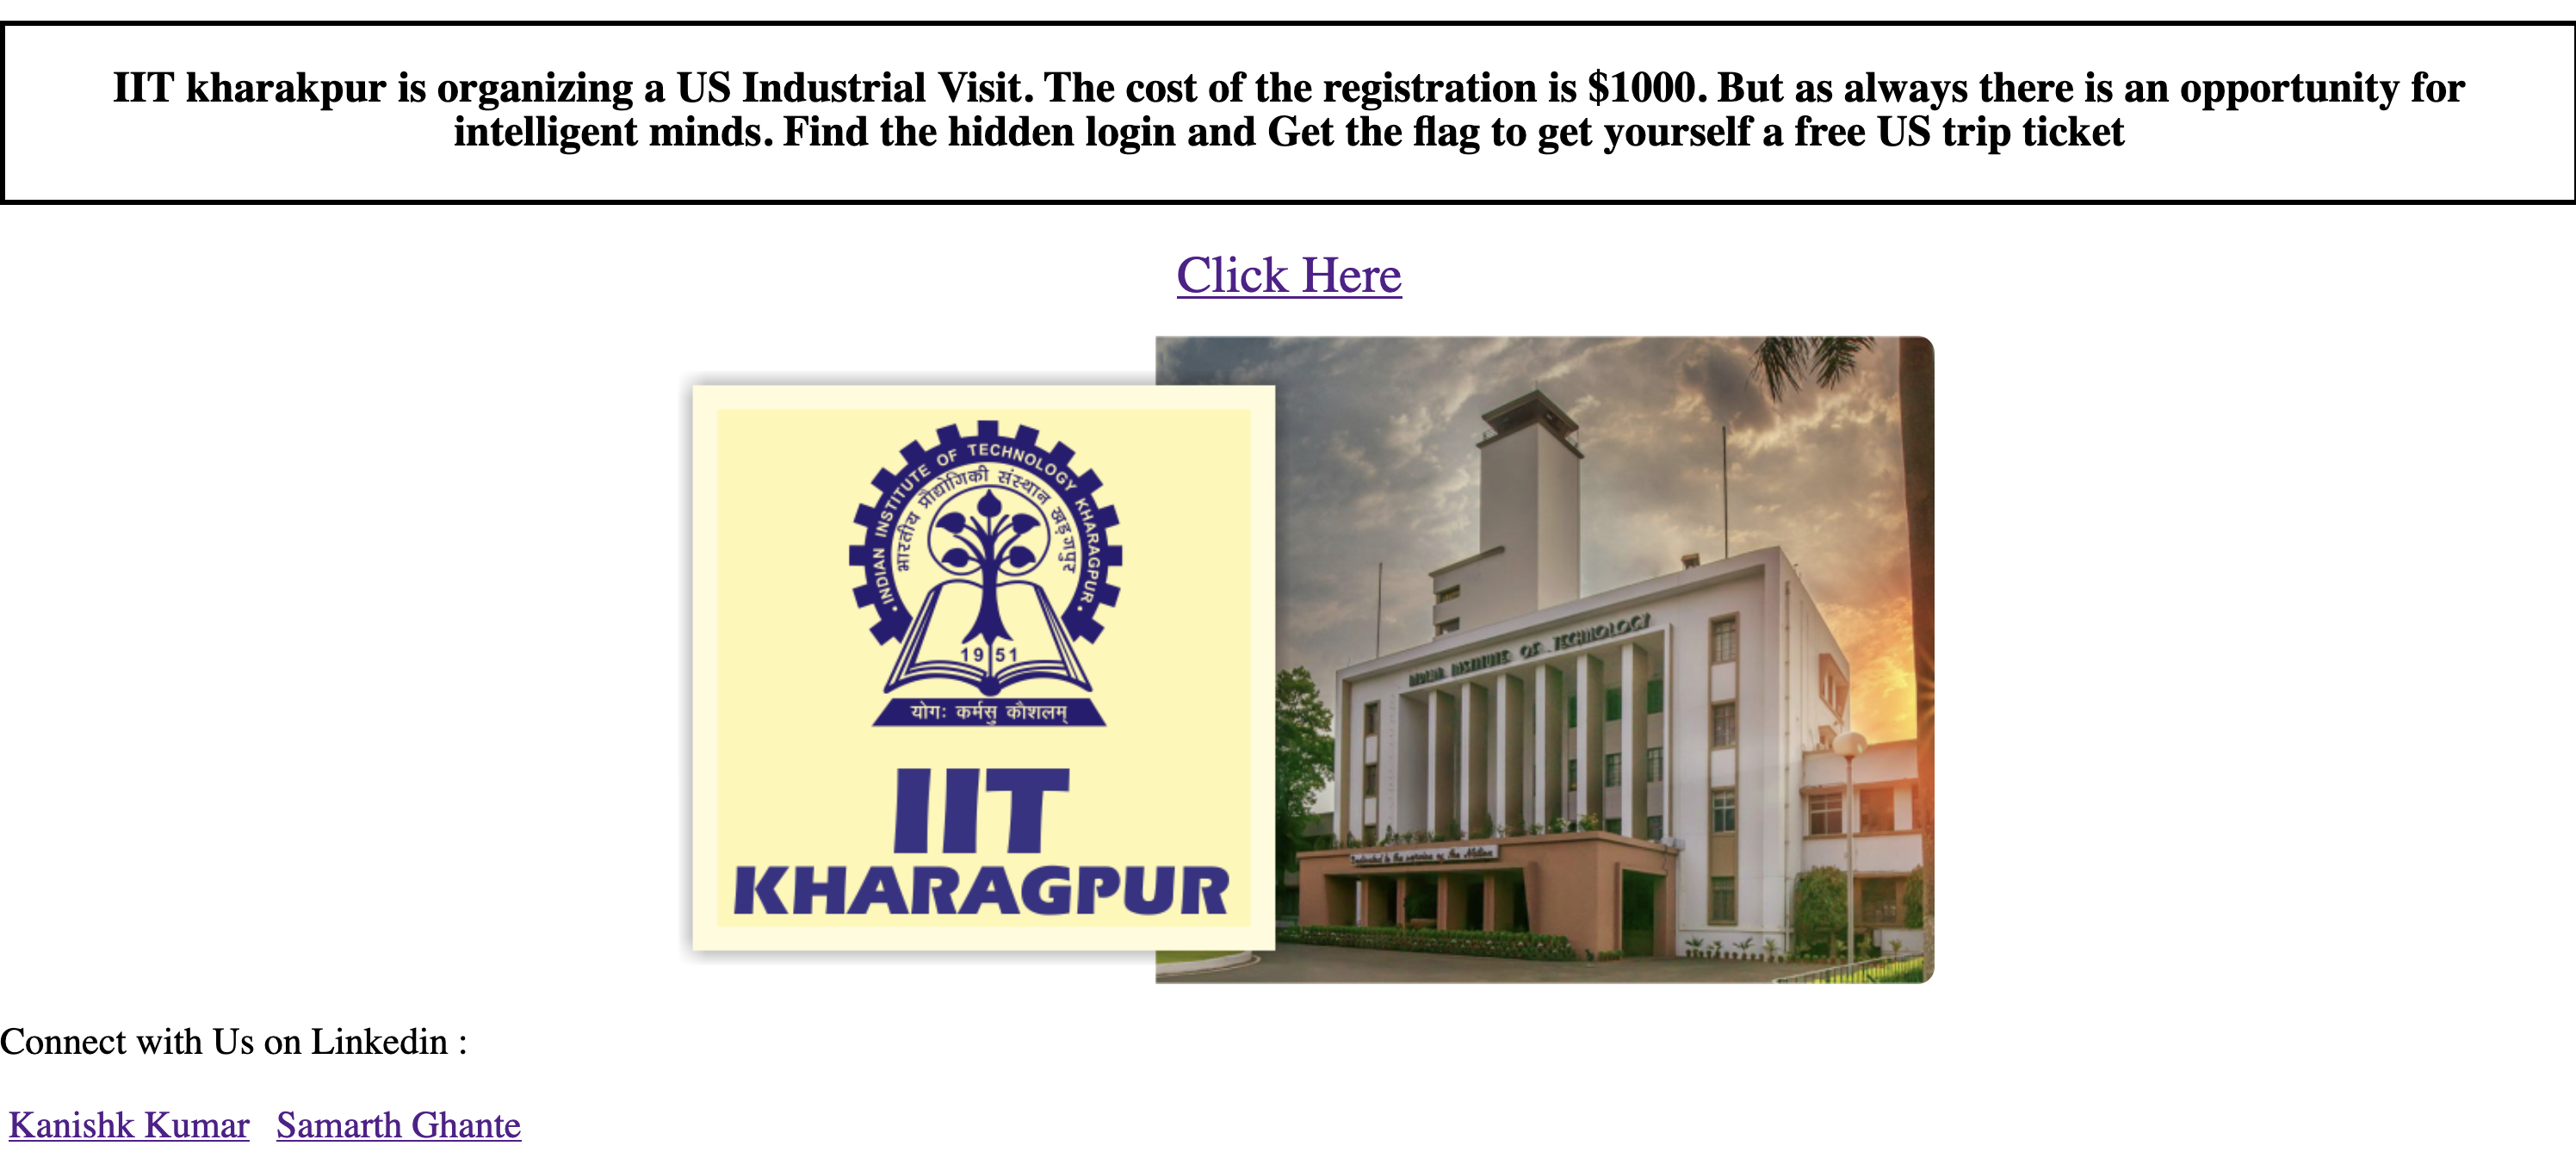 IIT kharakpur is organizing a US Industrial Visit. The cost of the registration is $1000. But as always there is an opportunity for
intelligent minds. Find the hidden login and Get the flag to get yourself a free US trip ticket
Click Here
INDIAN INSTITUTE OF TECHNOLOGY KHARAGPUR
भारतीय प्रौद्योगिकी संस्थान खड़गपुर
19 51
योगः कर्मसु कौशलम्
IIT
KHARAGPUR
INDIAN INSTITUTE OF TECHNOLOGY
Dedicated to the service of the Nation
Connect with Us on Linkedin :
Kanishk Kumar Samarth Ghante